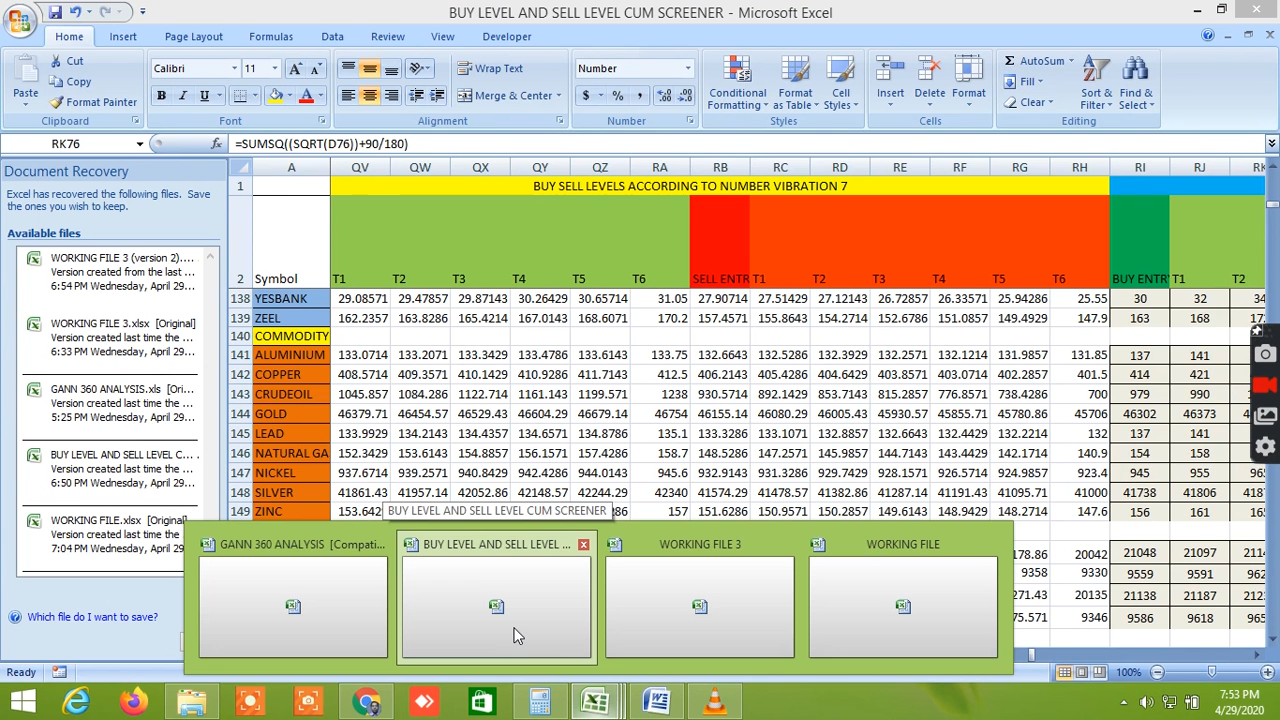 BUY LEVEL AND SELL LEVEL CUM SCREENER - Microsoft Excel
Home Insert Page Layout Formulas Data Review View Developer
Paste Cut Copy Format Painter Clipboard
Calibri 11 B I U A A A Font
Wrap Text Merge & Center Alignment
Number $ % , .0 .00 .00 .0 Number
Conditional Formatting Format as Table Cell Styles Styles
Insert Delete Format Cells
Σ AutoSum Fill Clear Sort & Filter Find & Select Editing
RK76 fx =SUMSQ((SQRT(D76))+90/180)
Document Recovery
Excel has recovered the following files. Save the ones you wish to keep.
Available files
WORKING FILE 3 (version 2)....
Version created from the last ...
6:54 PM Wednesday, April 29...
WORKING FILE 3.xlsx [Original]
Version created last time the ...
6:33 PM Wednesday, April 29...
GANN 360 ANALYSIS.xls [Ori...
Version created last time the ...
5:25 PM Wednesday, April 29...
BUY LEVEL AND SELL LEVEL C...
Version created last time the ...
6:50 PM Wednesday, April 29...
WORKING FILE.xlsx [Original]
Version created last time the ...
7:04 PM Wednesday, April 29...
Which file do I want to save?
A QV QW QX QY QZ RA RB RC RD RE RF RG RH RI RJ RK
1 BUY SELL LEVELS ACCORDING TO NUMBER VIBRATION 7
2 Symbol T1 T2 T3 T4 T5 T6 SELL ENTR T1 T2 T3 T4 T5 T6 BUY ENTR T1 T2
138 YESBANK 29.08571 29.47857 29.87143 30.26429 30.65714 31.05 27.90714 27.51429 27.12143 26.72857 26.33571 25.94286 25.55 30 32 34
139 ZEEL 162.2357 163.8286 165.4214 167.0143 168.6071 170.2 157.4571 155.8643 154.2714 152.6786 151.0857 149.4929 147.9 163 168 17
140 COMMODITY
141 ALUMINIUM 133.0714 133.2071 133.3429 133.4786 133.6143 133.75 132.6643 132.5286 132.3929 132.2571 132.1214 131.9857 131.85 137 141
142 COPPER 408.5714 409.3571 410.1429 410.9286 411.7143 412.5 406.2143 405.4286 404.6429 403.8571 403.0714 402.2857 401.5 414 421
143 CRUDEOIL 1045.857 1084.286 1122.714 1161.143 1199.571 1238 930.5714 892.1429 853.7143 815.2857 776.8571 738.4286 700 979 990
144 GOLD 46379.71 46454.57 46529.43 46604.29 46679.14 46754 46155.14 46080.29 46005.43 45930.57 45855.71 45780.86 45706 46302 46373
145 LEAD 133.9929 134.2143 134.4357 134.6571 134.8786 135.1 133.3286 133.1071 132.8857 132.6643 132.4429 132.2214 132 137 141
146 NATURAL GA 152.3429 153.6143 154.8857 156.1571 157.4286 158.7 148.5286 147.2571 145.9857 144.7143 143.4429 142.1714 140.9 154 158
147 NICKEL 937.6714 939.2571 940.8429 942.4286 944.0143 945.6 932.9143 931.3286 929.7429 928.1571 926.5714 924.9857 923.4 945 955
148 SILVER 41861.43 41957.14 42052.86 42148.57 42244.29 42340 41574.29 41478.57 41382.86 41287.14 41191.43 41095.71 41000 41738 41806
149 ZINC 153.642 157 151.6286 150.9571 150.2857 149.6143 148.9429 148.2714 147.6 156 161
BUY LEVEL AND SELL LEVEL CUM SCREENER
178.86 20042 21048 21097
9358 9330 9559 9591
271.43 20135 21138 21187
75.571 9346 9586 9618
GANN 360 ANALYSIS [Compati... BUY LEVEL AND SELL LEVEL ... WORKING FILE 3 WORKING FILE
Ready 100%
7:53 PM
4/29/2020